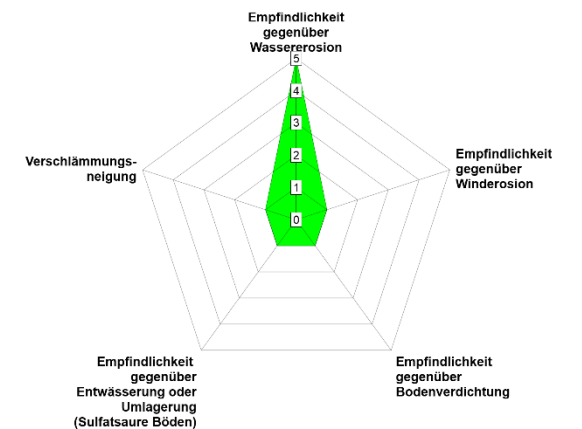 Empfindlichkeit
gegenüber
Wassererosion
5
4
3
2
1
0
Empfindlichkeit
gegenüber
Winderosion
Empfindlichkeit
gegenüber
Bodenverdichtung
Empfindlichkeit
gegenüber
Entwässerung oder
Umlagerung
(Sulfatsaure Böden)
Verschlämmungs-
neigung